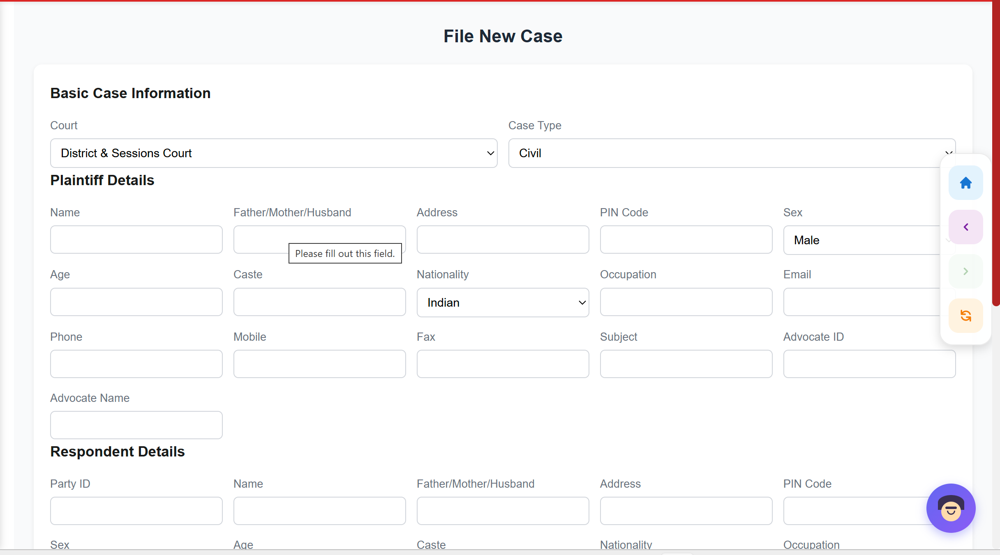 File New Case
Basic Case Information
Court
Case Type
District & Sessions Court
Civil
Plaintiff Details
Name
Father/Mother/Husband
Address
PIN Code
Sex
Male
Please fill out this field.
Age
Caste
Nationality
Occupation
Email
Indian
Phone
Mobile
Fax
Subject
Advocate ID
Advocate Name
Respondent Details
Party ID
Name
Father/Mother/Husband
Address
PIN Code
Sex
Age
Caste
Nationality
Occupation